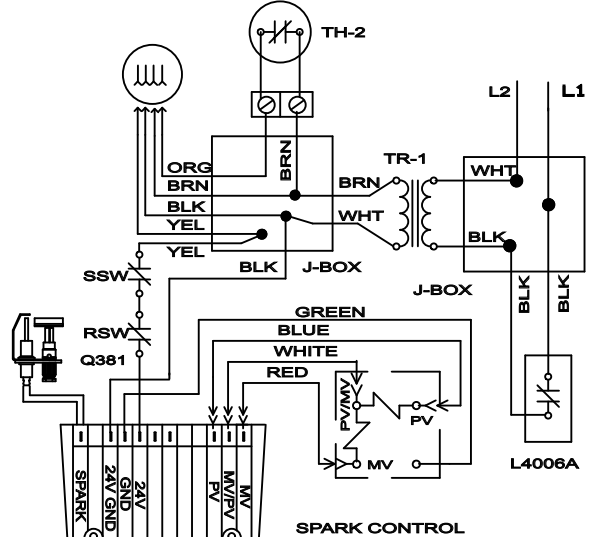 TH-2
L2
L1
ORG
BRN
BRN
BLK
YEL
YEL
BRN
WHT
TR-1
WHT
BLK
BLK
J-BOX
J-BOX
SSW
RSW
Q381
BLK
BLK
GREEN
BLUE
WHITE
RED
PV/MV
PV
MV
L4006A
SPARK
24V GND
GND
24V
PV
MV/PV
MV
SPARK CONTROL